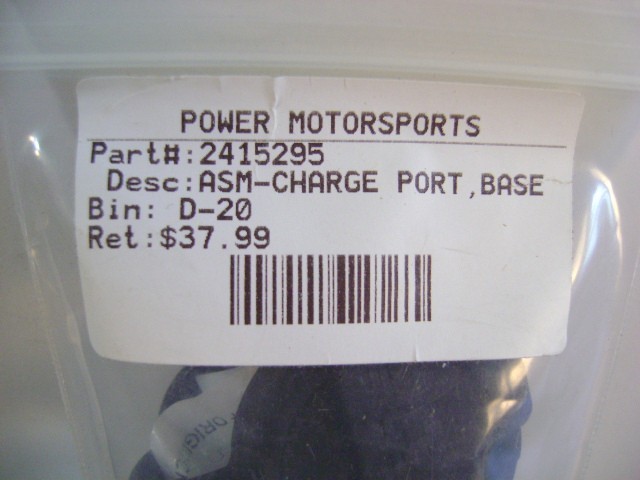 POWER MOTORSPORTS
Part#:2415295
Desc:ASM-CHARGE PORT,BASE
Bin: D-20
Ret:$37.99